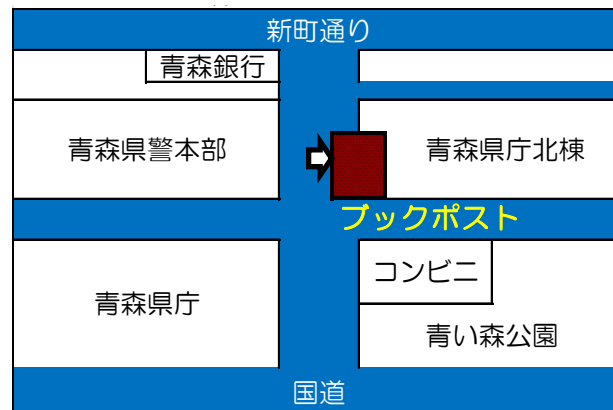 新町通り
青森銀行
青森県警本部
青森県庁北棟
ブックポスト
コンビニ
青森県庁
青い森公園
国道